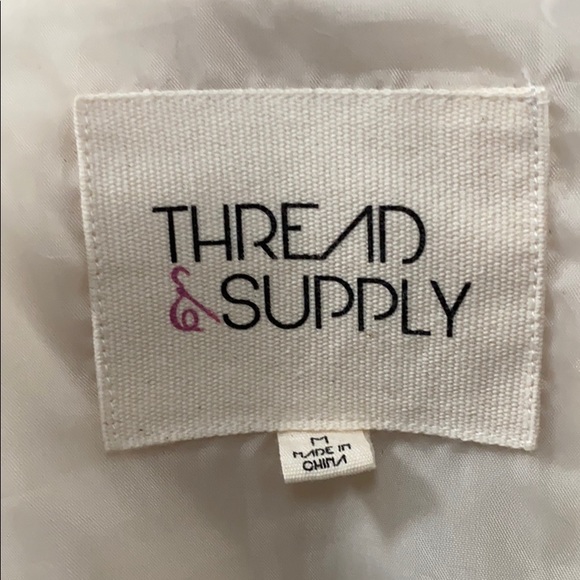 THREAD
& SUPPLY
M
MADE IN
CHINA